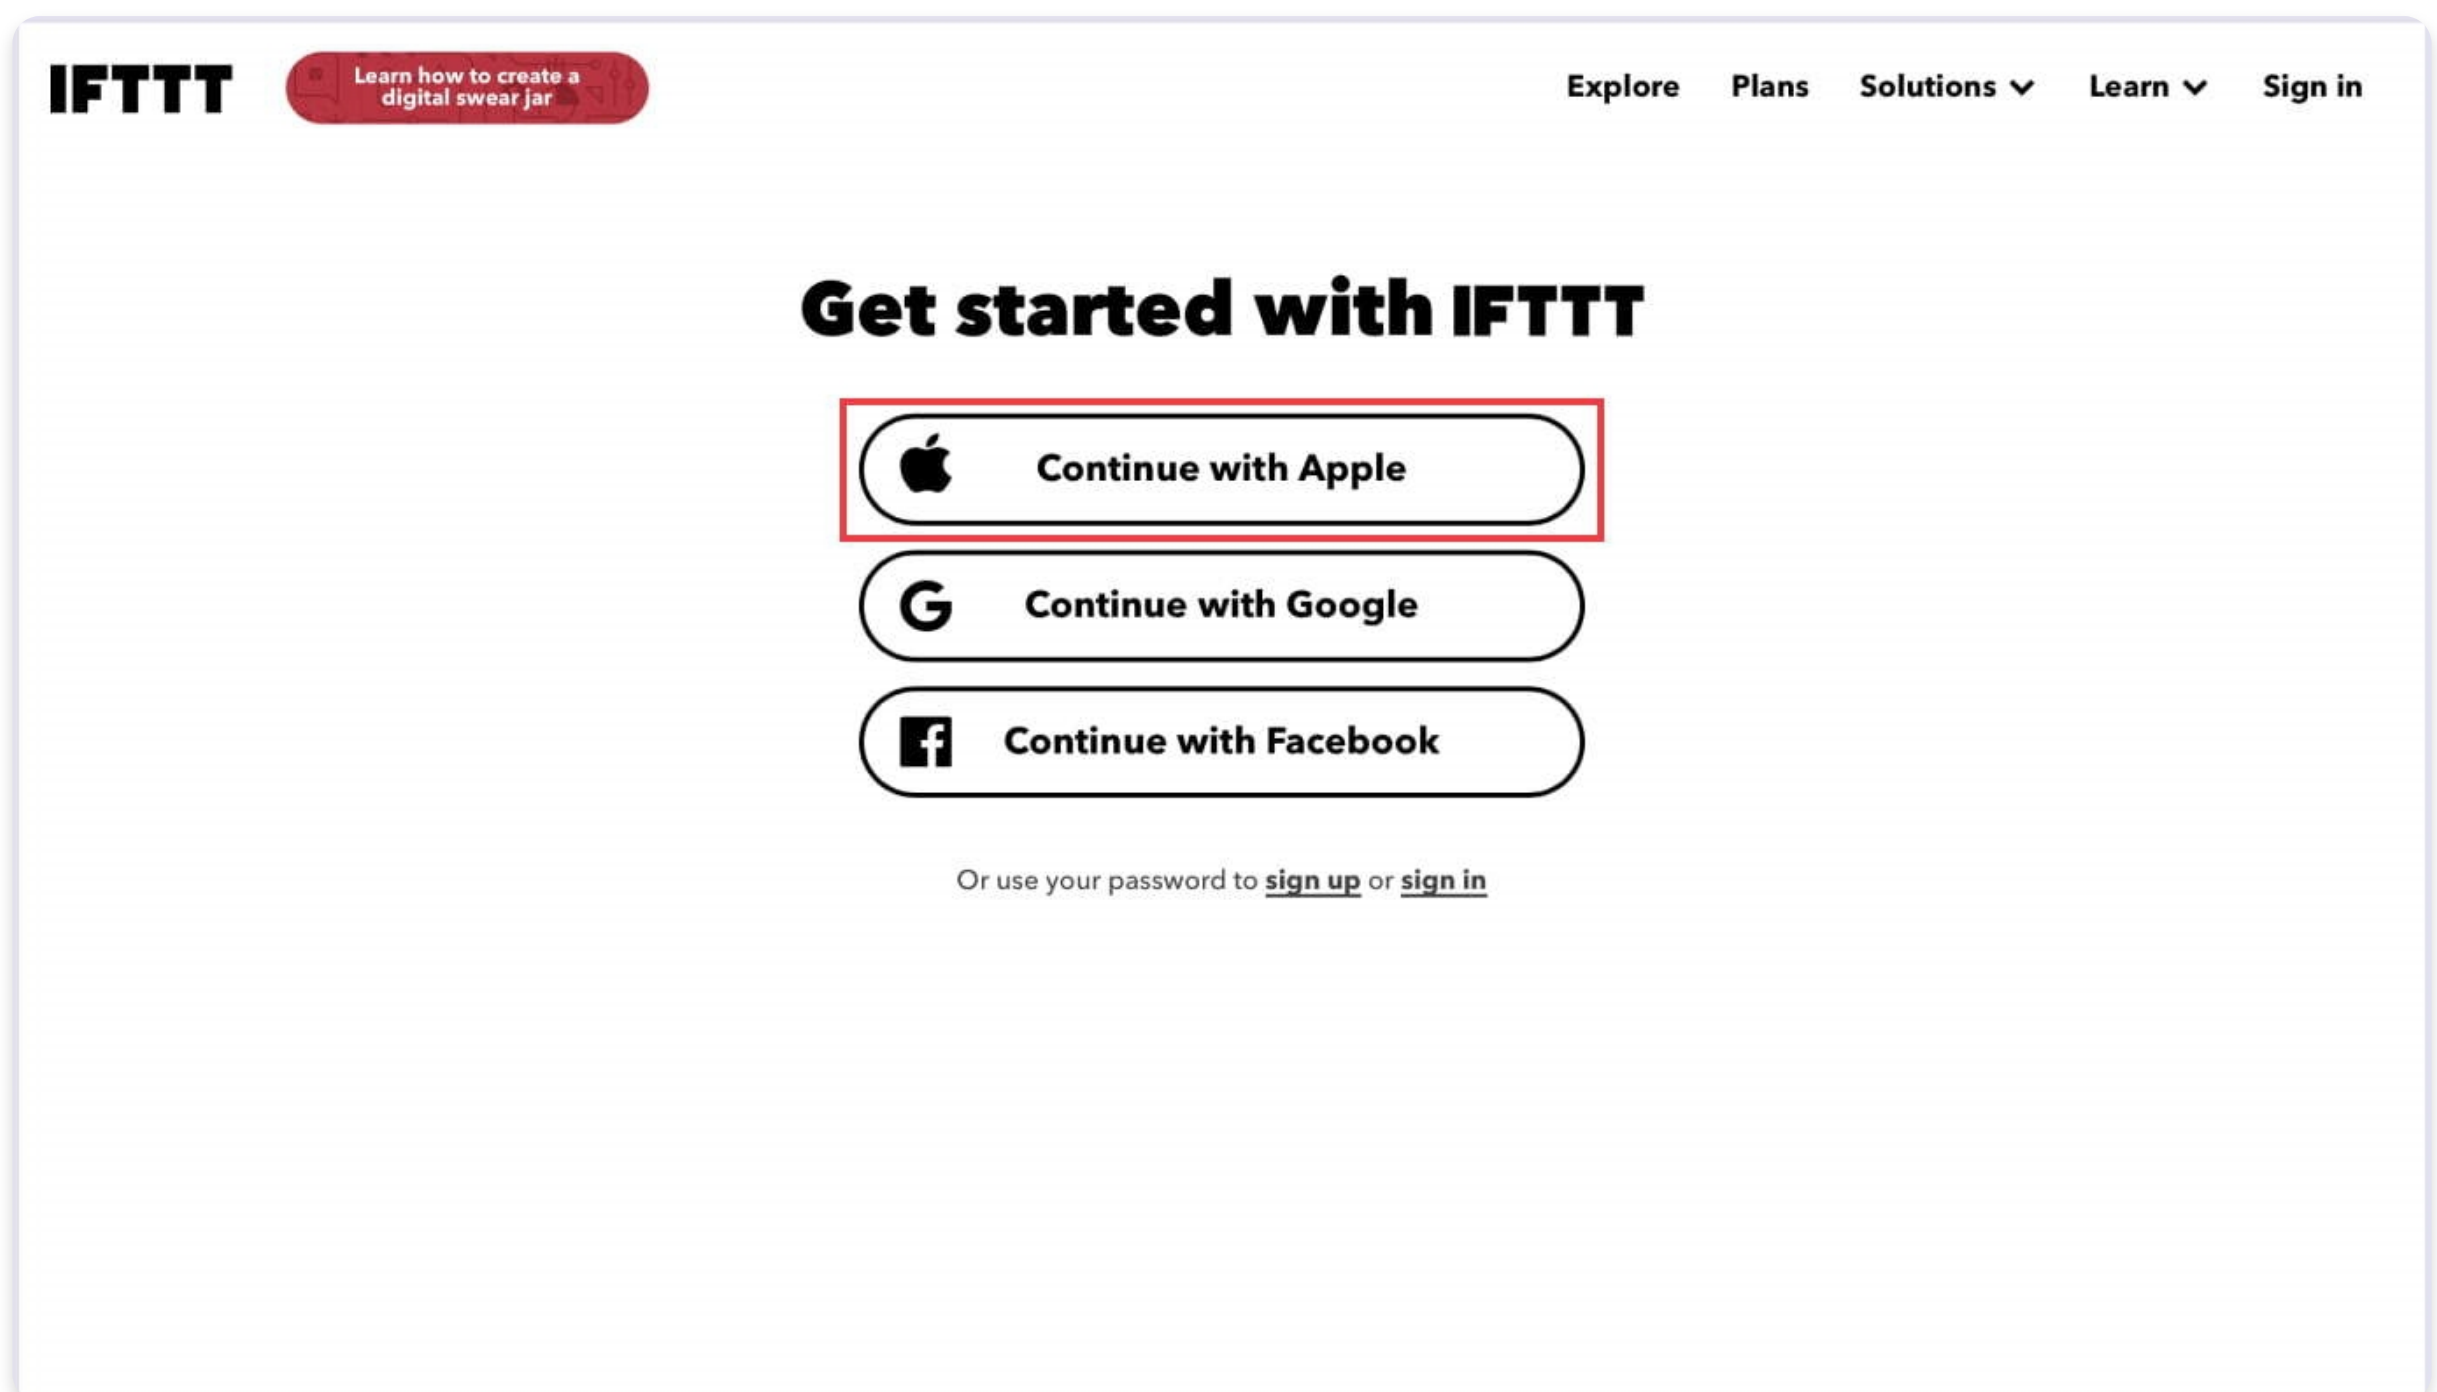 IFTTT
Learn how to create a
digital swear jar
Explore Plans Solutions Learn Sign in
Get started with IFTTT
Continue with Apple
Continue with Google
Continue with Facebook
Or use your password to sign up or sign in